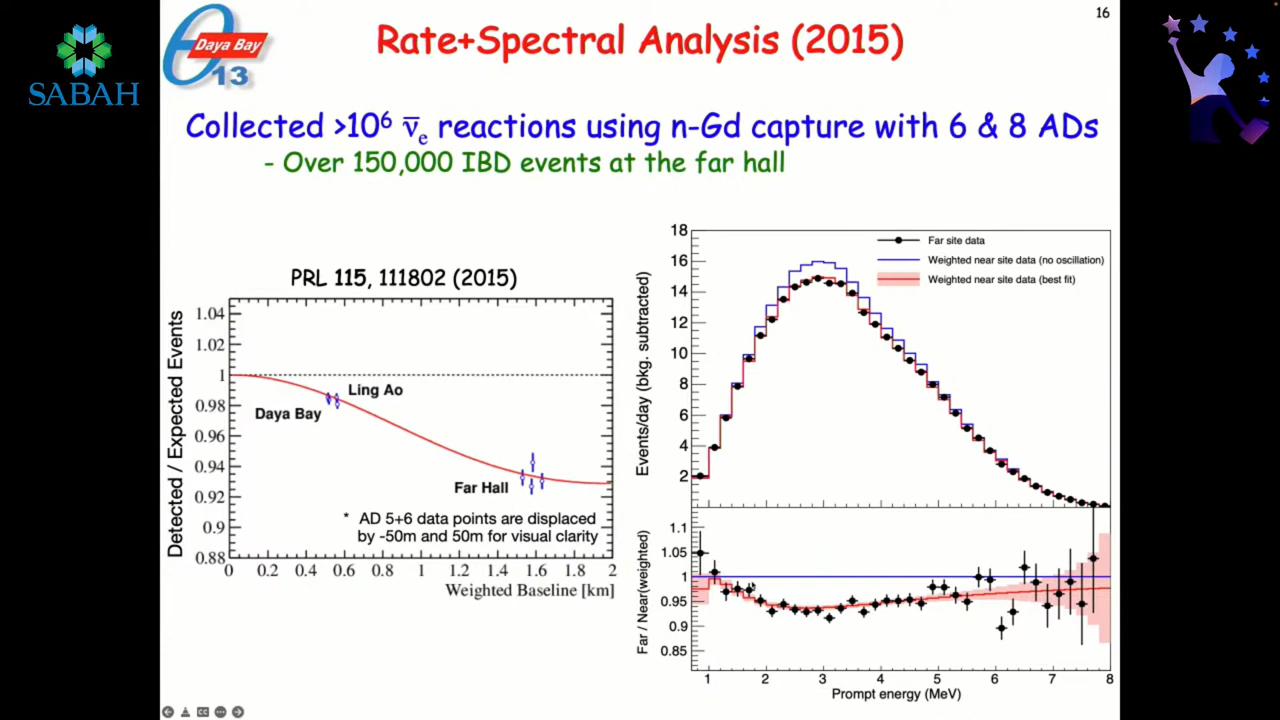 16
Daya Bay
θ13
SABAH
Rate+Spectral Analysis (2015)
Collected >10⁶ ν̅ₑ reactions using n-Gd capture with 6 & 8 ADs
- Over 150,000 IBD events at the far hall
PRL 115, 111802 (2015)
Detected / Expected Events
1.04
1.02
1
0.98
0.96
0.94
0.92
0.9
0.88
Ling Ao
Daya Bay
Far Hall
* AD 5+6 data points are displaced
by -50m and 50m for visual clarity
0 0.2 0.4 0.6 0.8 1 1.2 1.4 1.6 1.8 2
Weighted Baseline [km]
Events/day (bkg. subtracted)
18
16
14
12
10
8
6
4
2
Far site data
Weighted near site data (no oscillation)
Weighted near site data (best fit)
Far / Near(weighted)
1.1
1.05
1
0.95
0.9
0.85
1 2 3 4 5 6 7 8
Prompt energy (MeV)